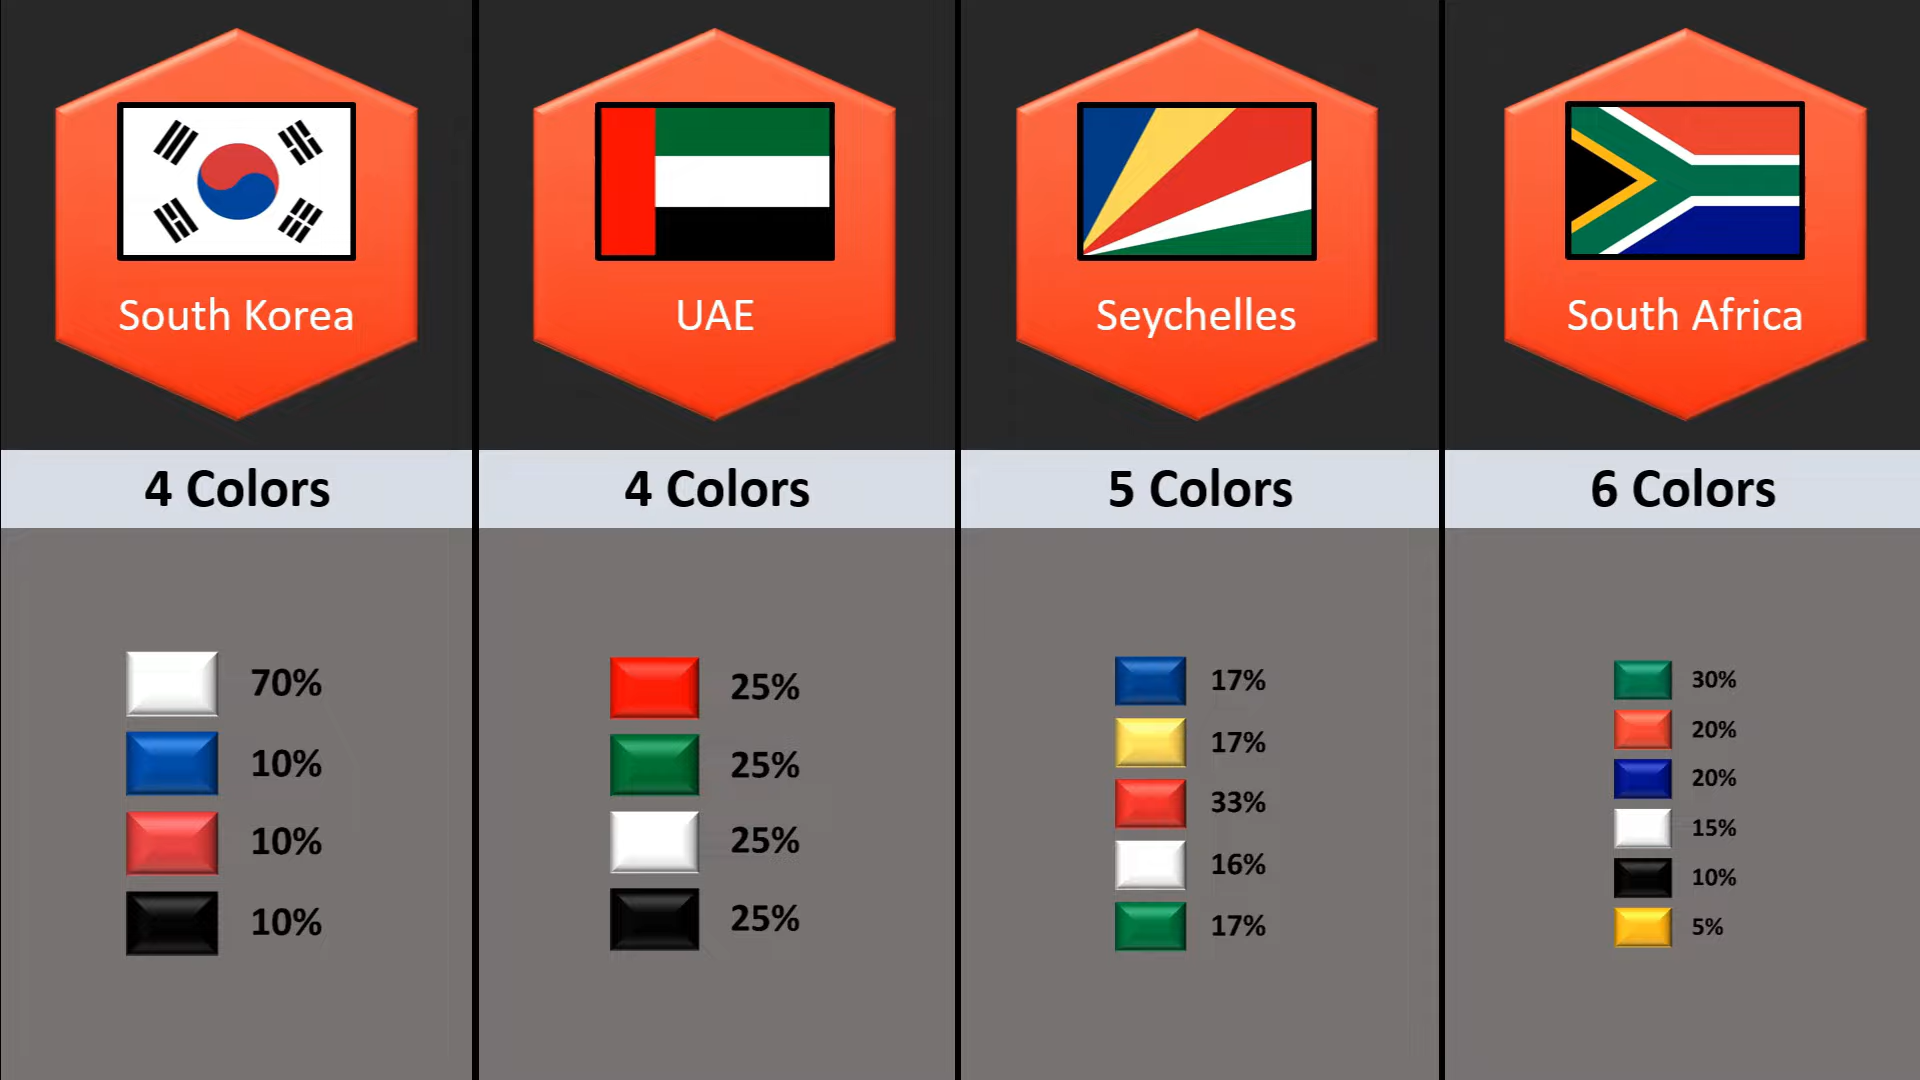 South Korea
4 Colors
70%
10%
10%
10%
UAE
4 Colors
25%
25%
25%
25%
Seychelles
5 Colors
17%
17%
33%
16%
17%
South Africa
6 Colors
30%
20%
20%
15%
10%
5%